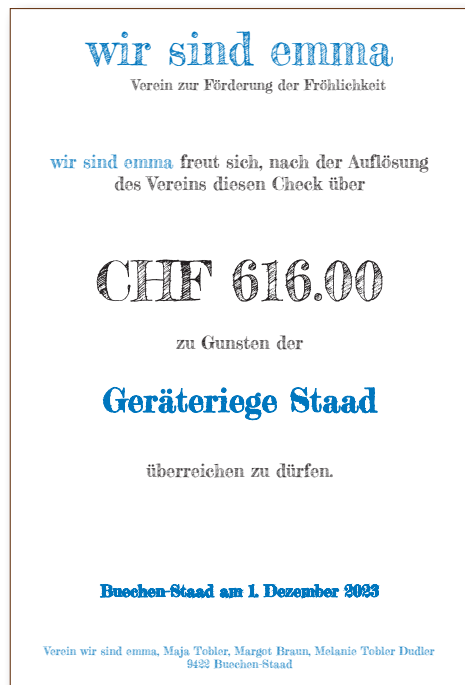 wir sind emma
Verein zur Förderung der Fröhlichkeit
wir sind emma freut sich, nach der Auflösung
des Vereins diesen Check über
CHF 616.00
zu Gunsten der
Geräteriege Staad
überreichen zu dürfen.
Buechen-Staad am 1. Dezember 2023
Verein wir sind emma, Maja Tobler, Margot Braun, Melanie Tobler Dudler
9422 Buechen-Staad